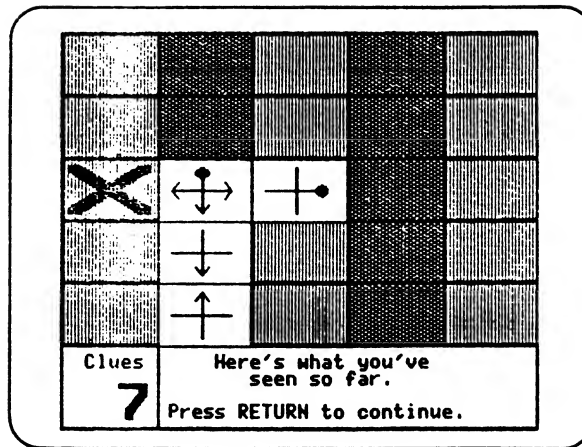 Clues
7
Here's what you've
seen so far.
Press RETURN to continue.